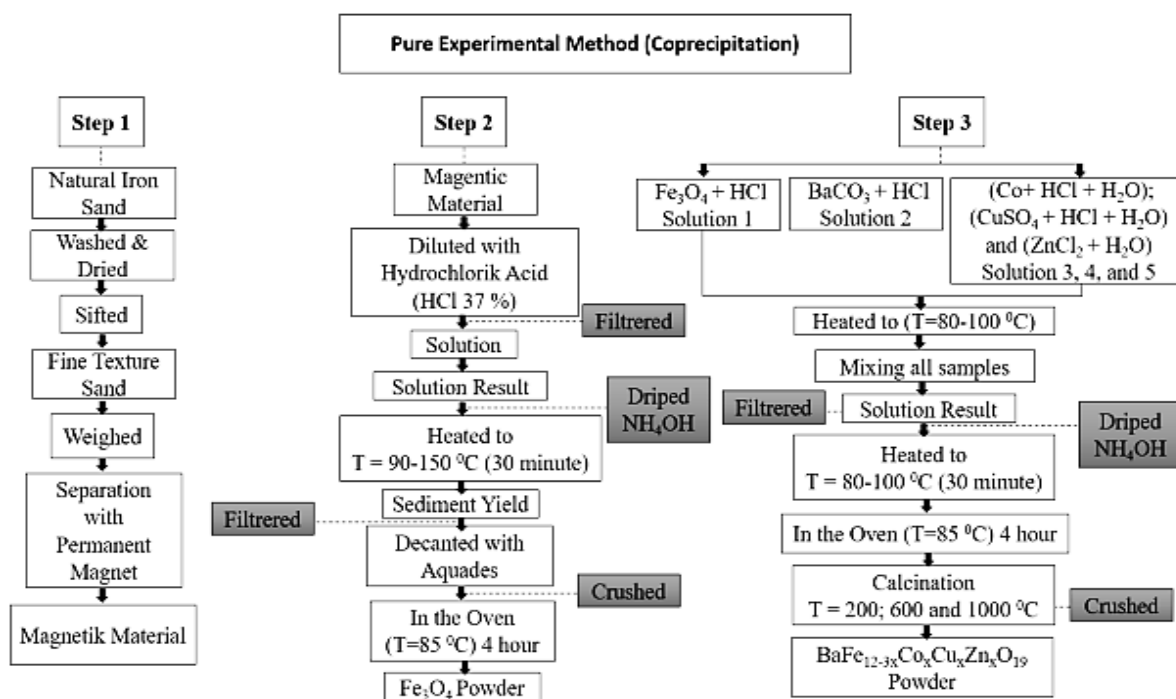 Pure Experimental Method (Coprecipitation)
Step 1
Natural Iron
Sand
Washed &
Dried
Sifted
Fine Texture
Sand
Weighed
Separation
with
Permanent
Magnet
Magnetik Material
Step 2
Magentic
Material
Diluted with
Hydrochlorik Acid
(HCl 37 %)
Filtrered
Solution
Solution Result
Driped
NH₄OH
Heated to
T = 90-150 ⁰C (30 minute)
Sediment Yield
Filtrered
Decanted with
Aquades
Crushed
In the Oven
(T=85 ⁰C) 4 hour
Fe₃O₄ Powder
Step 3
Fe₃O₄ + HCl
Solution 1
BaCO₃ + HCl
Solution 2
(Co+ HCl + H₂O);
(CuSO₄ + HCl + H₂O)
and (ZnCl₂ + H₂O)
Solution 3, 4, and 5
Heated to (T=80-100 ⁰C)
Mixing all samples
Filtrered
Solution Result
Driped
NH₄OH
Heated to
T = 80-100 ⁰C (30 minute)
In the Oven (T=85 ⁰C) 4 hour
Calcination
T = 200; 600 and 1000 ⁰C
Crushed
BaFe₁₂₋₃ₓCoₓCuₓZnₓO₁₉
Powder